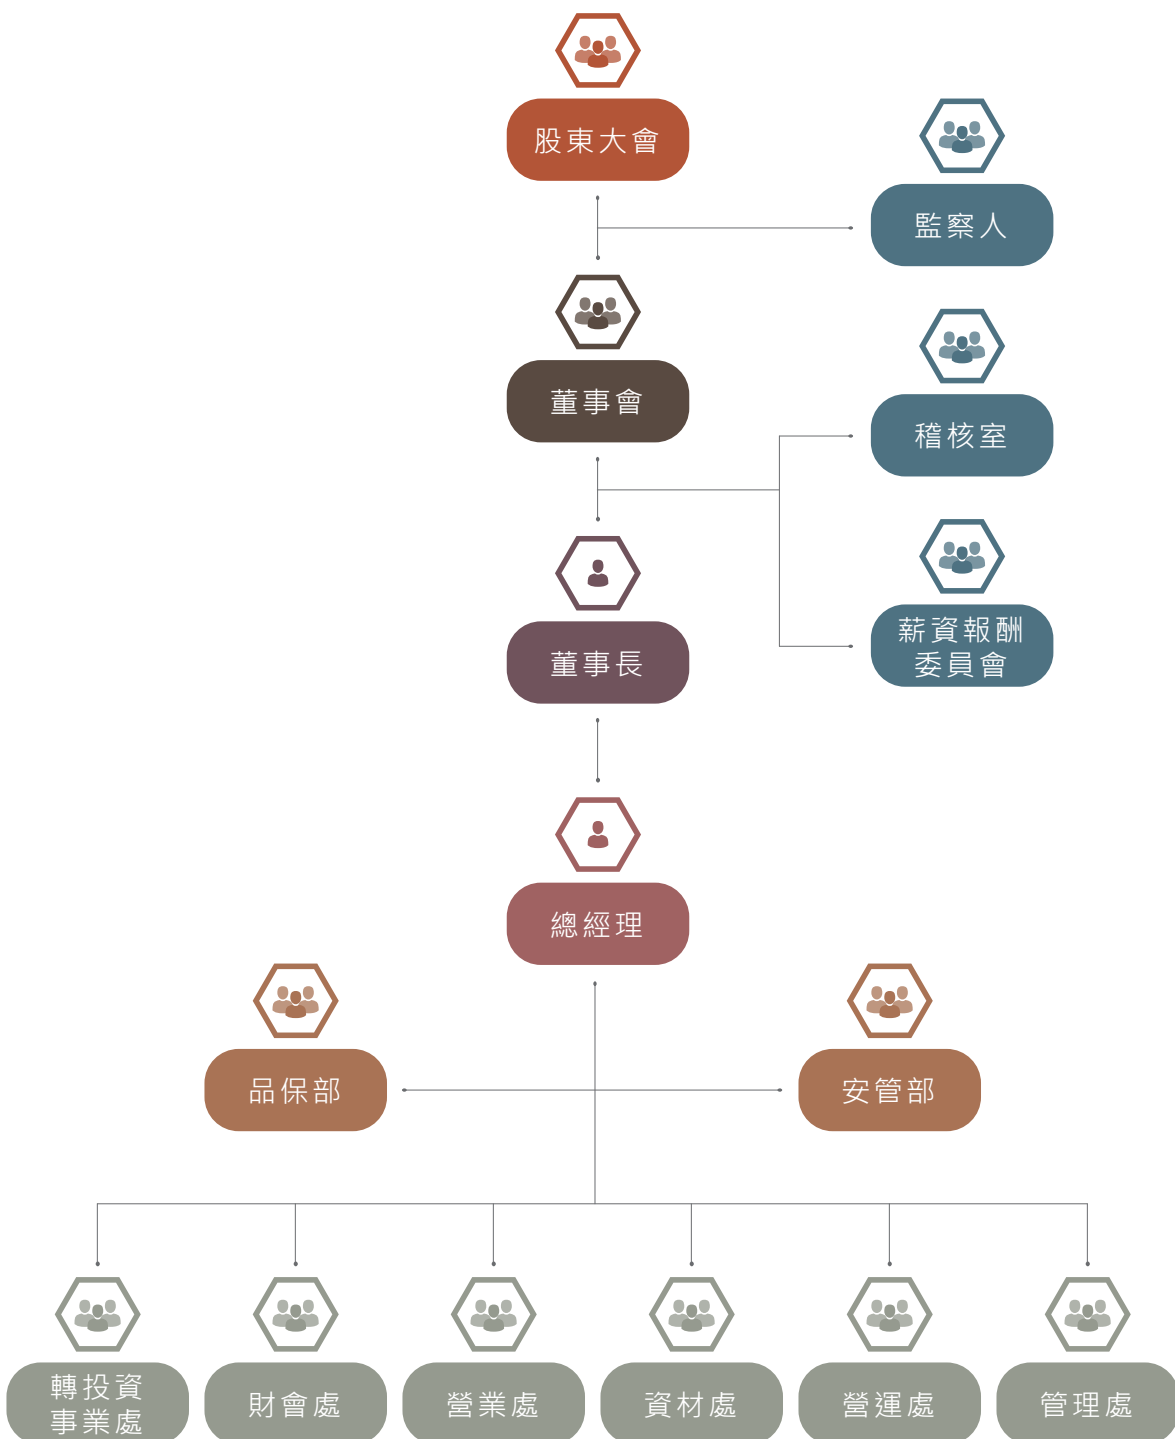 股東大會
監察人
董事會
稽核室
薪資報酬
委員會
董事長
總經理
品保部
安管部
轉投資
事業處
財會處
營業處
資材處
營運處
管理處